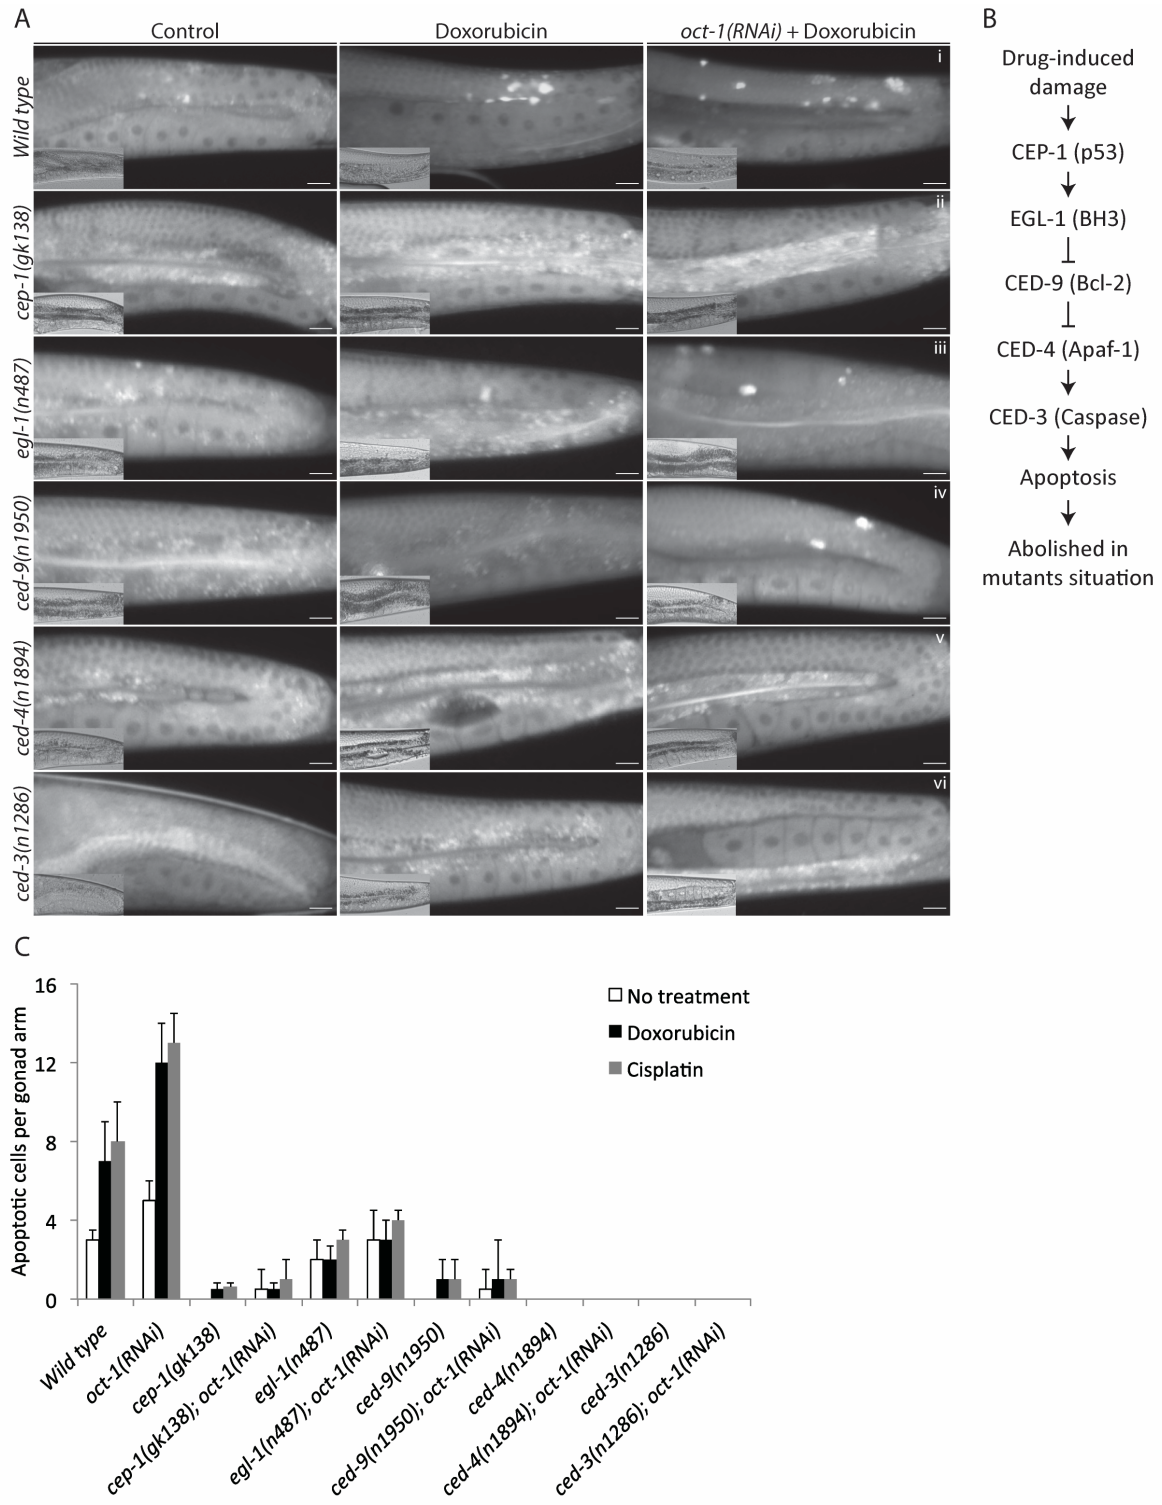 A
Control
Doxorubicin
oct-1(RNAi) + Doxorubicin
Wild type
i
cep-1(gk138)
ii
egl-1(n487)
iii
ced-9(n1950)
iv
ced-4(n1894)
v
ced-3(n1286)
vi
B
Drug-induced
damage
CEP-1 (p53)
EGL-1 (BH3)
CED-9 (Bcl-2)
CED-4 (Apaf-1)
CED-3 (Caspase)
Apoptosis
Abolished in
mutants situation
C
Apoptotic cells per gonad arm
16
12
8
4
0
No treatment
Doxorubicin
Cisplatin
Wild type
oct-1(RNAi)
cep-1(gk138)
cep-1(gk138); oct-1(RNAi)
egl-1(n487)
egl-1(n487); oct-1(RNAi)
ced-9(n1950)
ced-9(n1950); oct-1(RNAi)
ced-4(n1894)
ced-4(n1894); oct-1(RNAi)
ced-3(n1286)
ced-3(n1286); oct-1(RNAi)